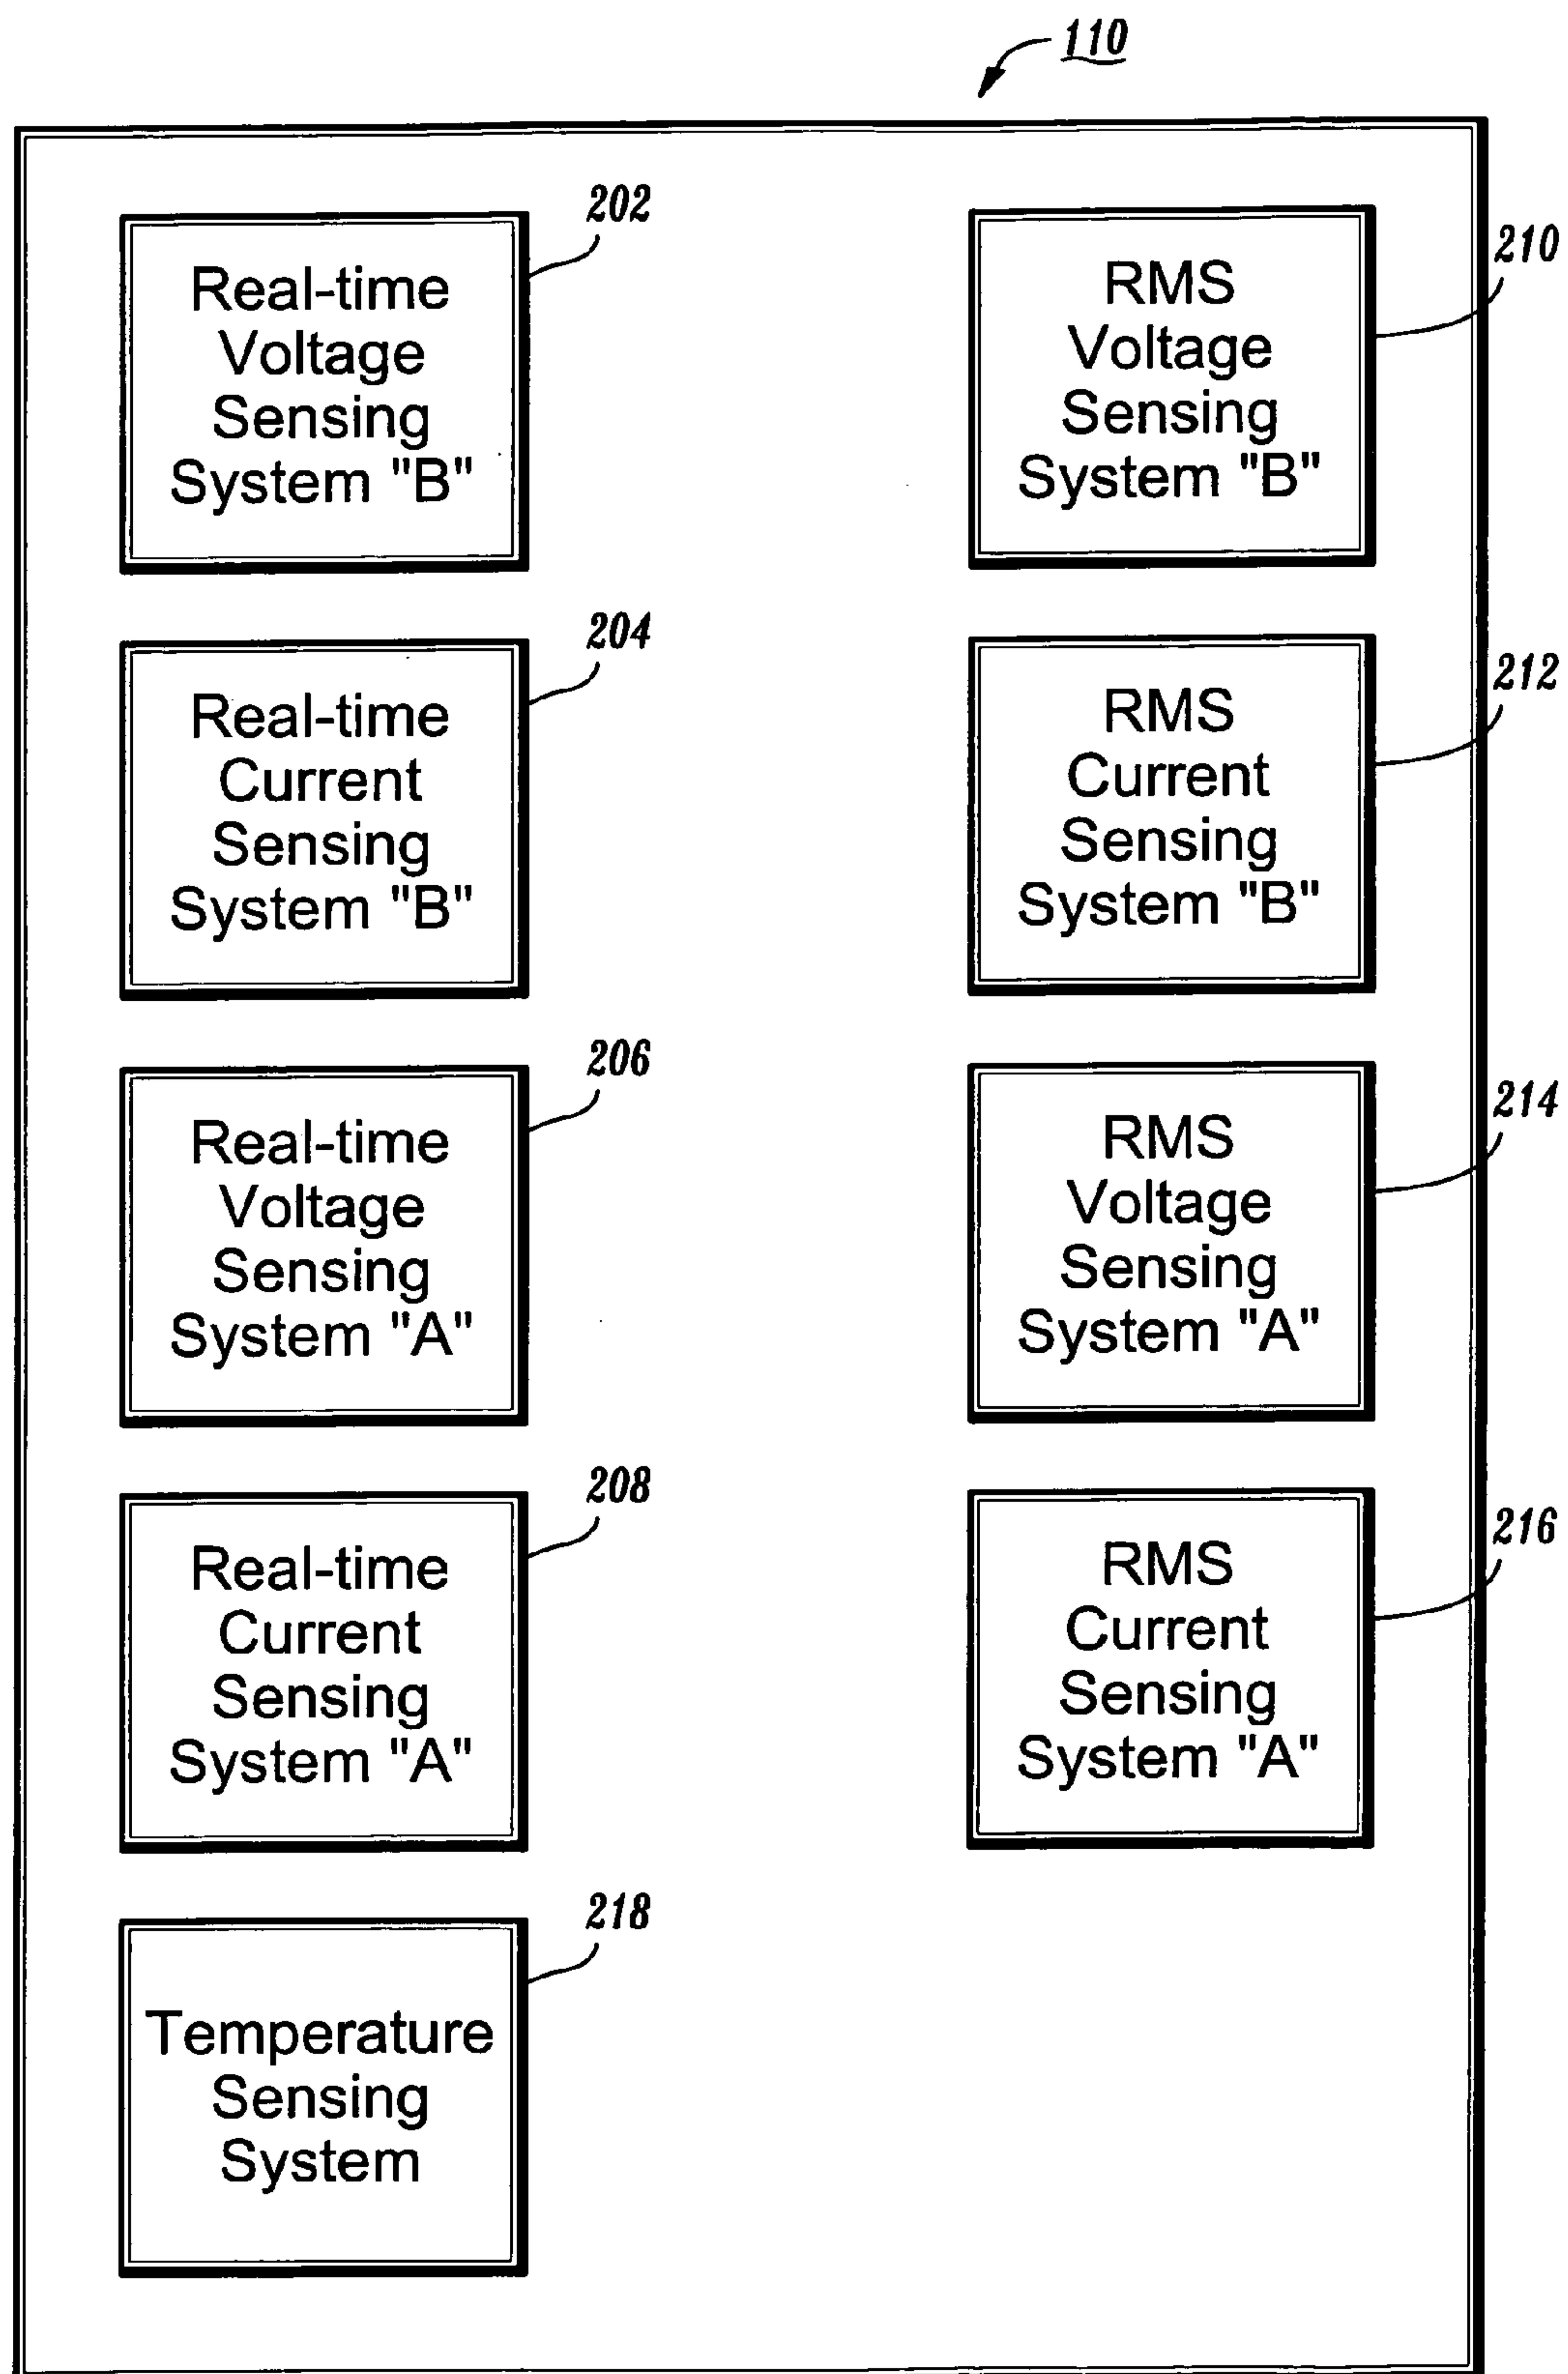 110
202
Real-time
Voltage
Sensing
System "B"
210
RMS
Voltage
Sensing
System "B"
204
Real-time
Current
Sensing
System "B"
212
RMS
Current
Sensing
System "B"
206
Real-time
Voltage
Sensing
System "A"
214
RMS
Voltage
Sensing
System "A"
208
Real-time
Current
Sensing
System "A"
216
RMS
Current
Sensing
System "A"
218
Temperature
Sensing
System